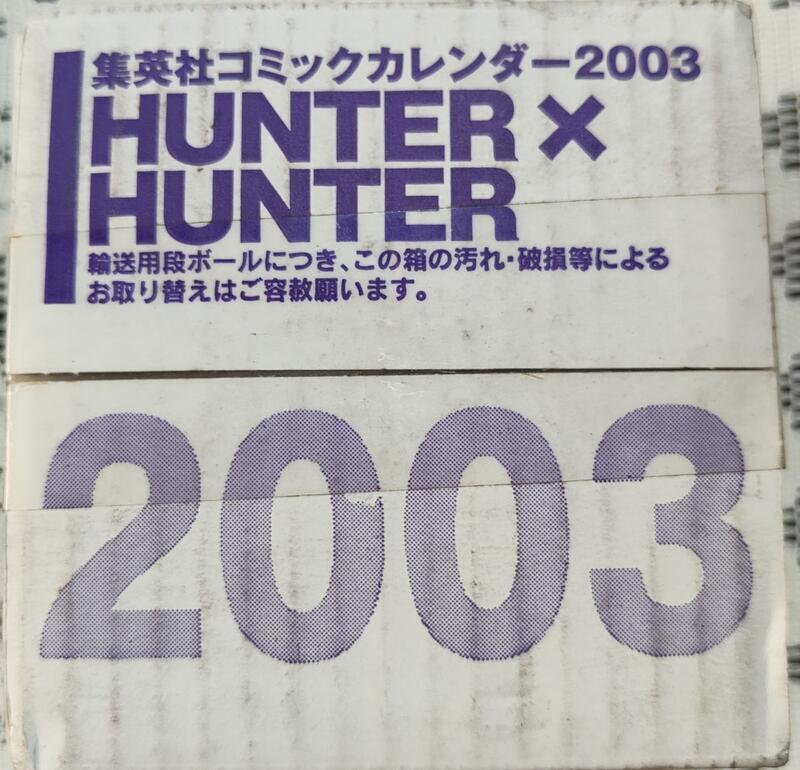 集英社コミックカレンダー2003
HUNTER×
HUNTER
輸送用段ボールにつき、この箱の汚れ・破損等による
お取り替えはご容赦願います。
2003